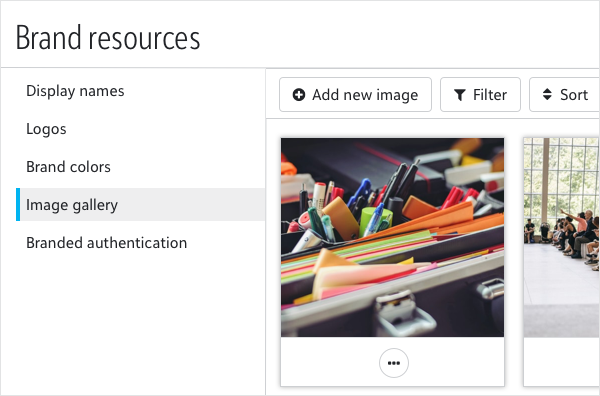 Brand resources
Display names
Logos
Brand colors
Image gallery
Branded authentication
Add new image
Filter
Sort